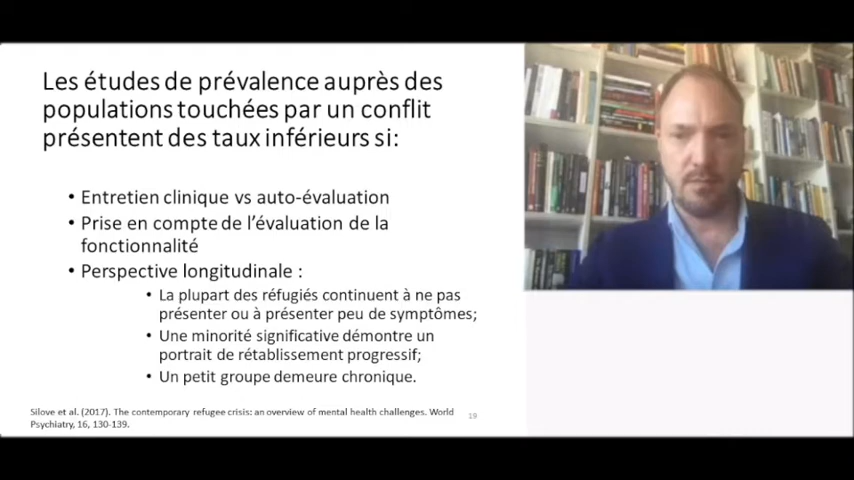 Les études de prévalence auprès des
populations touchées par un conflit
présentent des taux inférieurs si:
• Entretien clinique vs auto-évaluation
• Prise en compte de l'évaluation de la
fonctionnalité
• Perspective longitudinale :
• La plupart des réfugiés continuent à ne pas
présenter ou à présenter peu de symptômes;
• Une minorité significative démontre un
portrait de rétablissement progressif;
• Un petit groupe demeure chronique.
Silove et al. (2017). The contemporary refugee crisis: an overview of mental health challenges. World
Psychiatry, 16, 130-139.
19